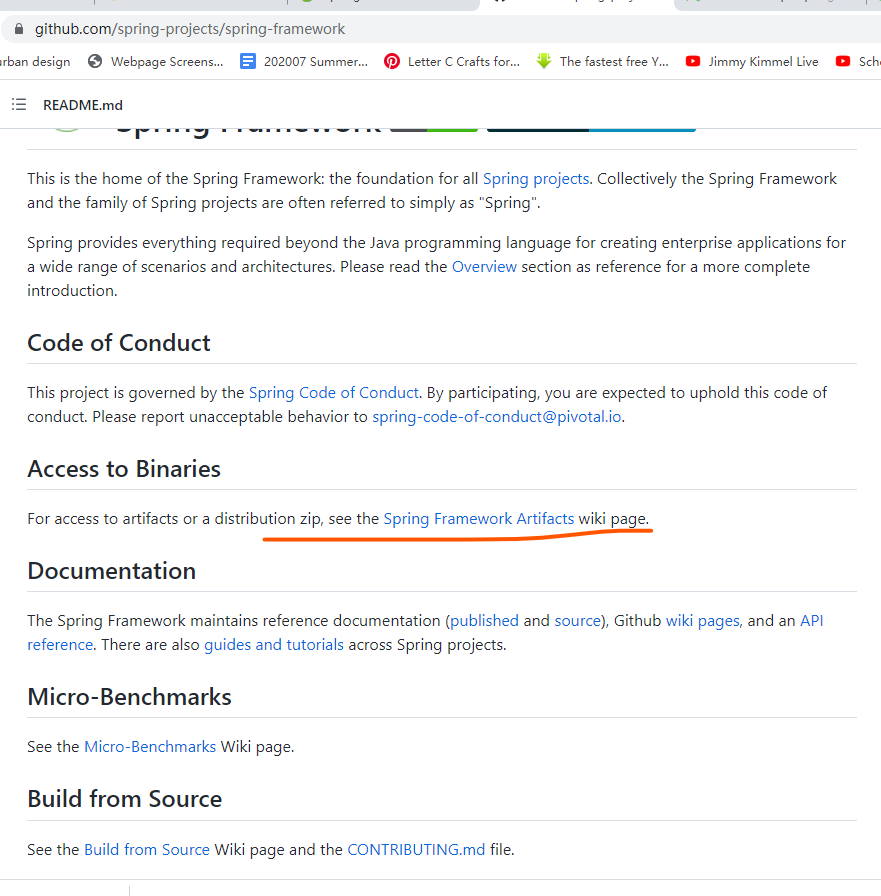 github.com/spring-projects/spring-framework
urban design Webpage Screens... 202007 Summer... Letter C Crafts for... The fastest free Y... Jimmy Kimmel Live Sch
README.md
Spring Framework
This is the home of the Spring Framework: the foundation for all Spring projects. Collectively the Spring Framework
and the family of Spring projects are often referred to simply as "Spring".
Spring provides everything required beyond the Java programming language for creating enterprise applications for
a wide range of scenarios and architectures. Please read the Overview section as reference for a more complete
introduction.
Code of Conduct
This project is governed by the Spring Code of Conduct. By participating, you are expected to uphold this code of
conduct. Please report unacceptable behavior to spring-code-of-conduct@pivotal.io.
Access to Binaries
For access to artifacts or a distribution zip, see the Spring Framework Artifacts wiki page.
Documentation
The Spring Framework maintains reference documentation (published and source), Github wiki pages, and an API
reference. There are also guides and tutorials across Spring projects.
Micro-Benchmarks
See the Micro-Benchmarks Wiki page.
Build from Source
See the Build from Source Wiki page and the CONTRIBUTING.md file.